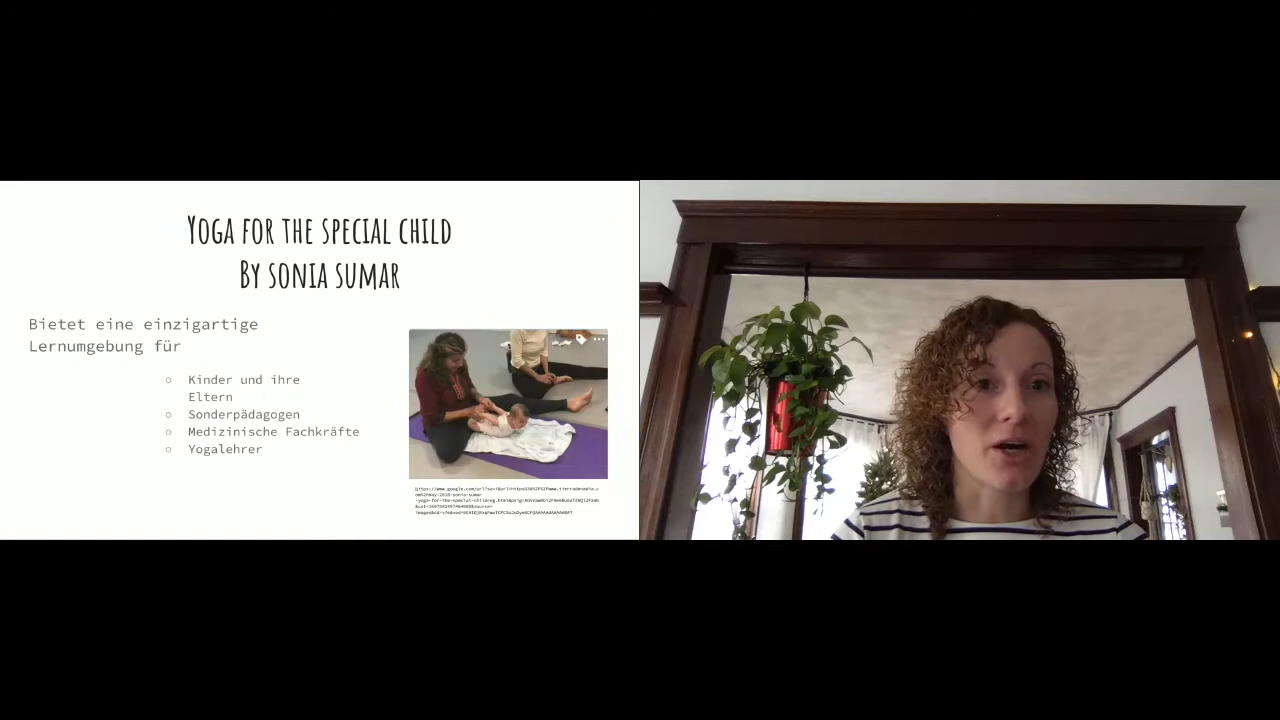 Yoga for the special child
By sonia sumar
Bietet eine einzigartige
Lernumgebung für
Kinder und ihre
Eltern
Sonderpädagogen
Medizinische Fachkräfte
Yogalehrer